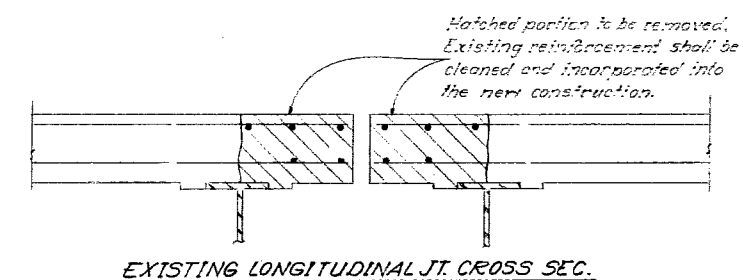 Hatched portion to be removed.
Existing reinforcement shall be
cleaned and incorporated into
the new construction.
EXISTING LONGITUDINAL JT. CROSS SEC.